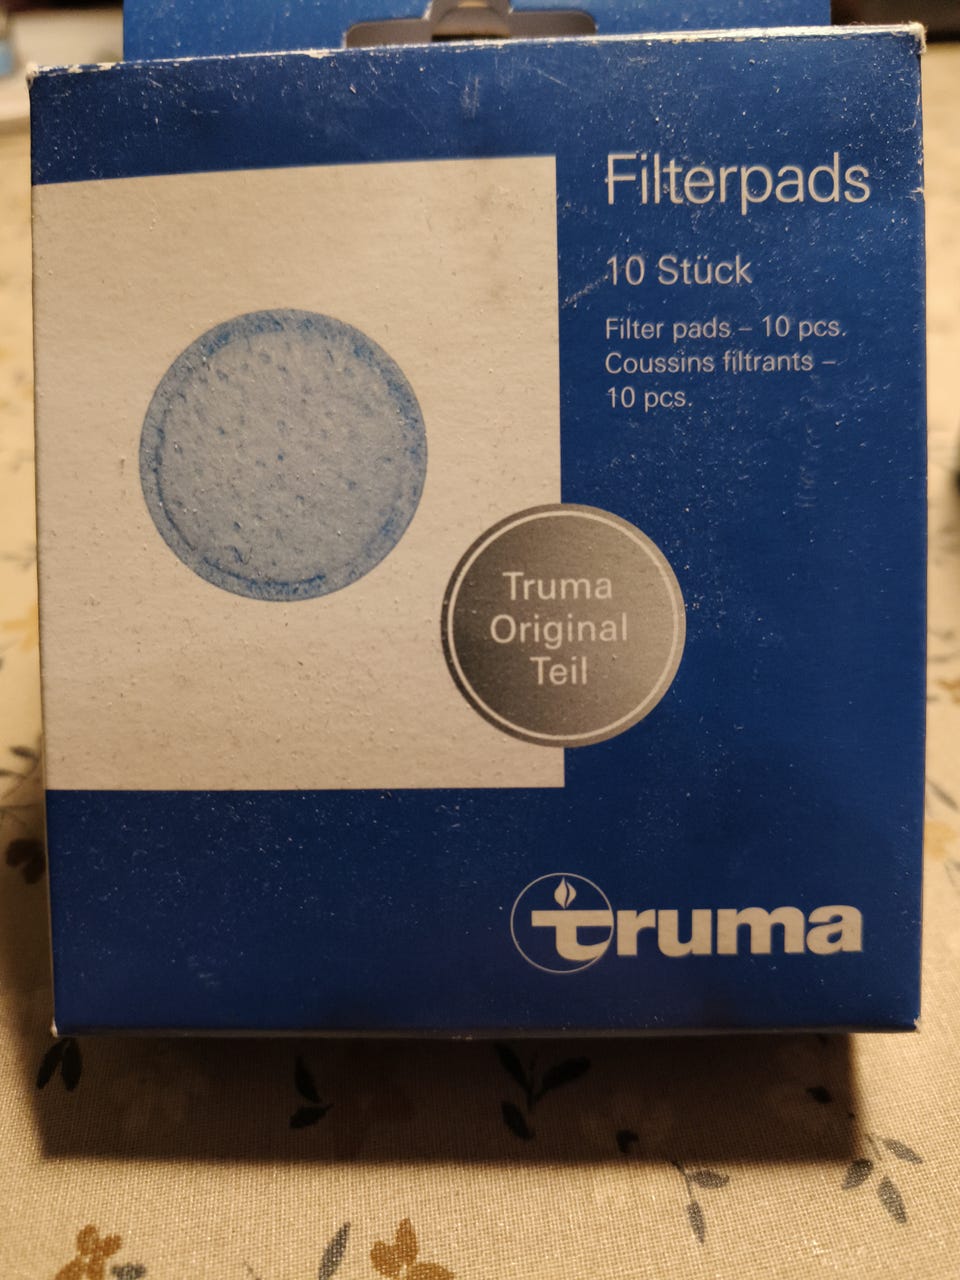 Filterpads
10 Stück
Filter pads – 10 pcs.
Coussins filtrants –
10 pcs.
Truma
Original
Teil
truma